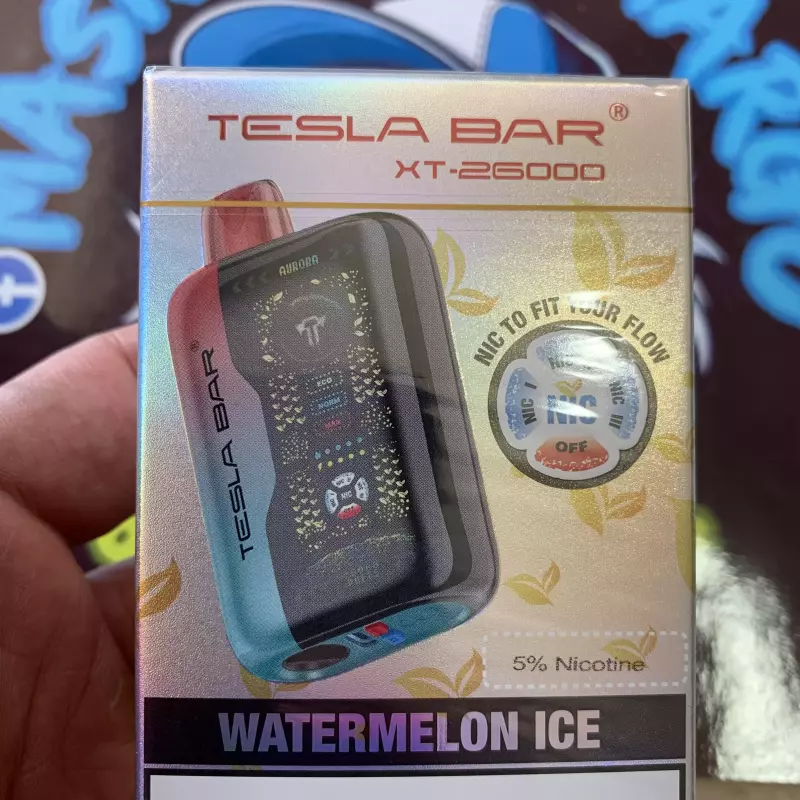 TESLA BAR®
XT-26000
AURORA
NIC TO FIT YOUR FLOW
NIC I
NIC III
NIC
OFF
TESLA BAR®
ECO
NORM
MAX
NIC
5% Nicotine
WATERMELON ICE